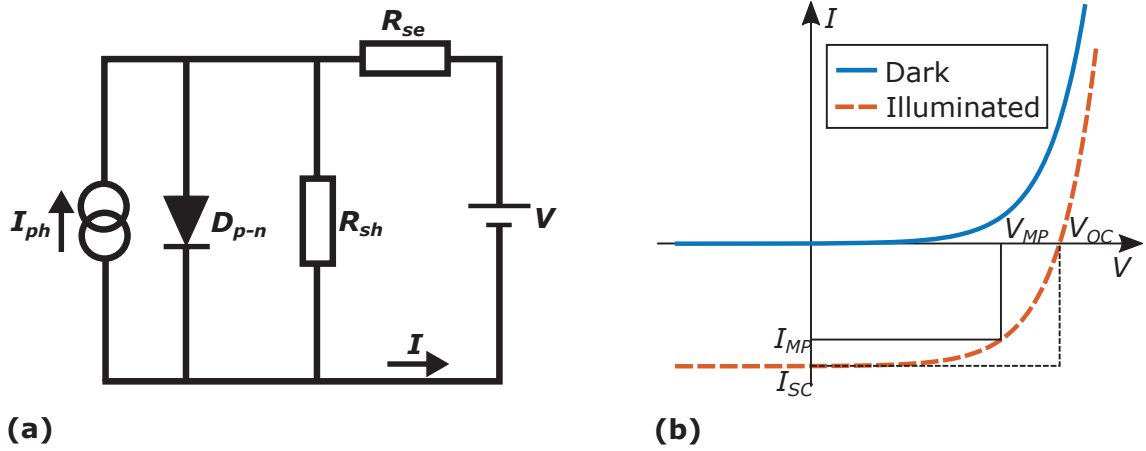 R_se
I_ph
D_p-n
R_sh
V
I
(a)
I
Dark
Illuminated
V_MP
V_OC
V
I_MP
I_SC
(b)